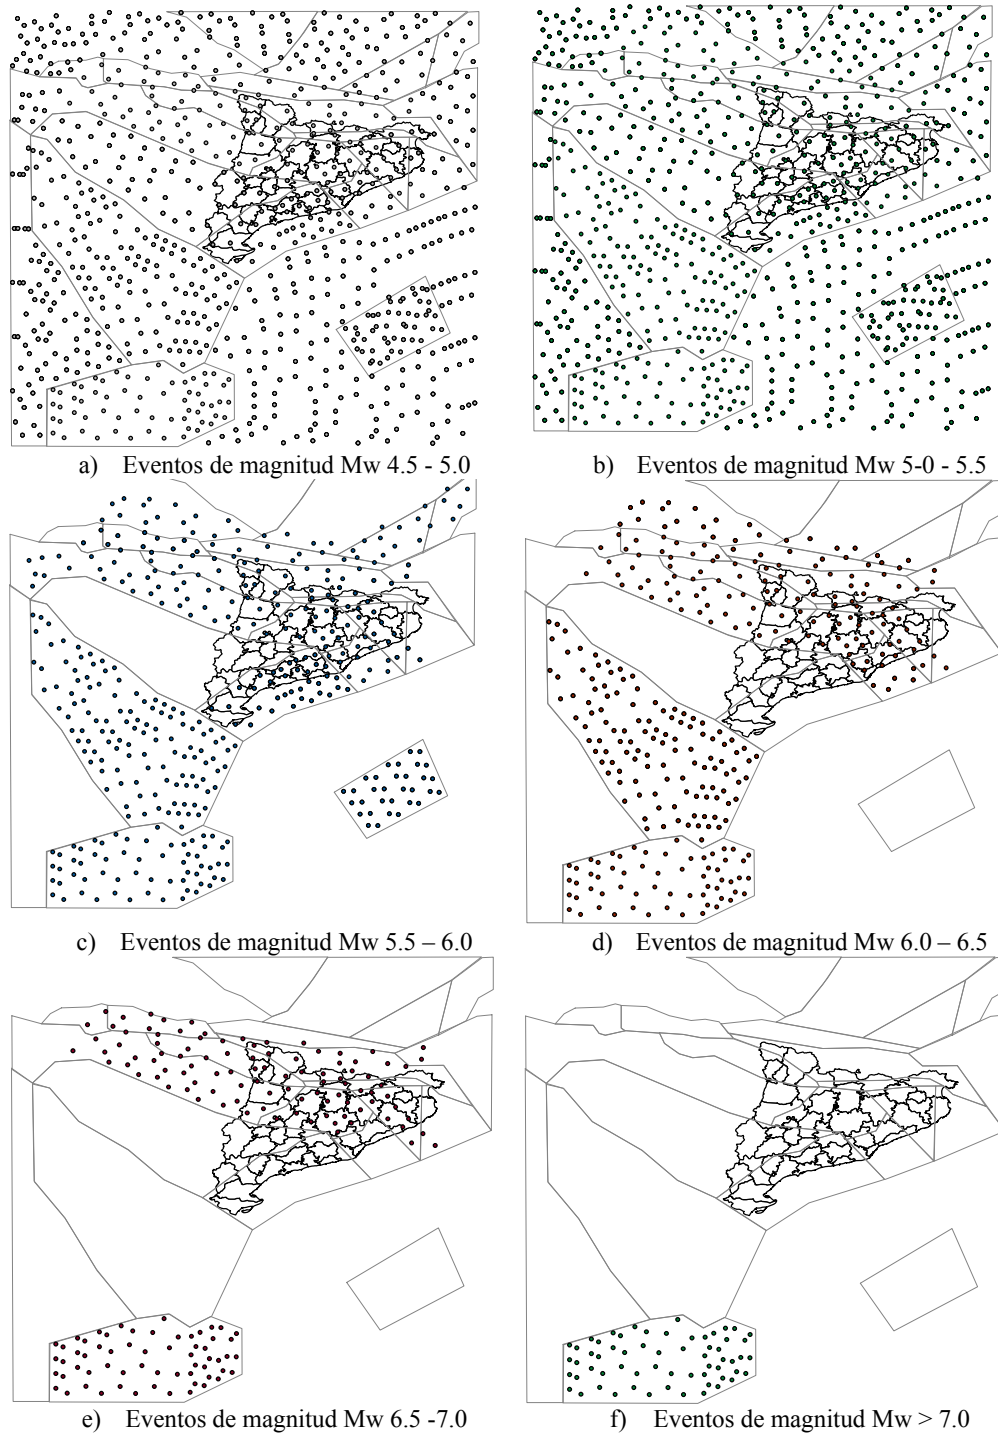 a) Eventos de magnitud Mw 4.5 - 5.0
b) Eventos de magnitud Mw 5-0 - 5.5
c) Eventos de magnitud Mw 5.5 – 6.0
d) Eventos de magnitud Mw 6.0 – 6.5
e) Eventos de magnitud Mw 6.5 -7.0
f) Eventos de magnitud Mw > 7.0